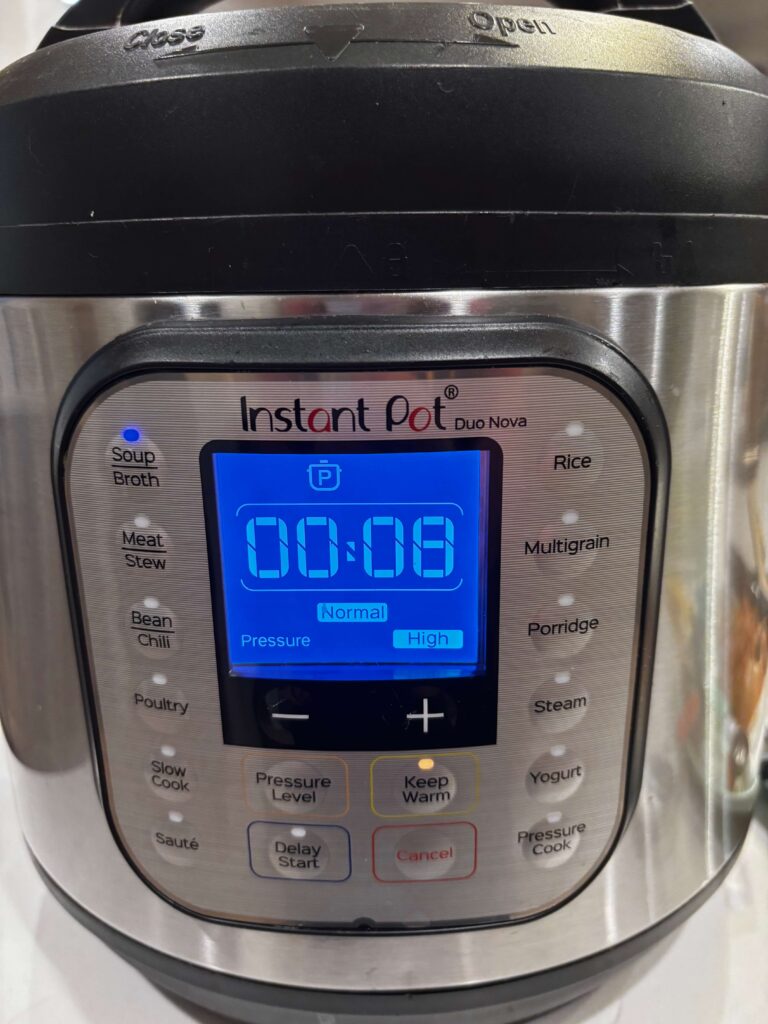 Close Open
Instant Pot® Duo Nova
Soup
Broth
Meat
Stew
Bean
Chili
Poultry
Slow
Cook
Sauté
P
00:08
Normal
Pressure High
− +
Pressure
Level
Keep
Warm
Delay
Start
Cancel
Rice
Multigrain
Porridge
Steam
Yogurt
Pressure
Cook